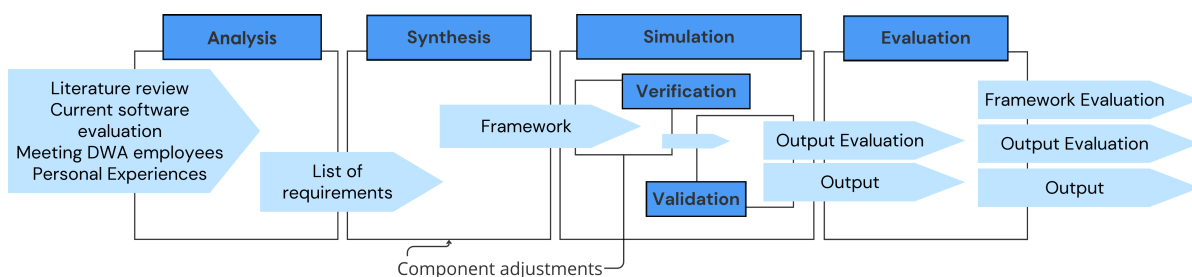 Analysis
Synthesis
Simulation
Evaluation
Literature review
Current software
evaluation
Meeting DWA employees
Personal Experiences
List of
requirements
Framework
Verification
Validation
Output Evaluation
Output
Framework Evaluation
Output Evaluation
Output
Component adjustments